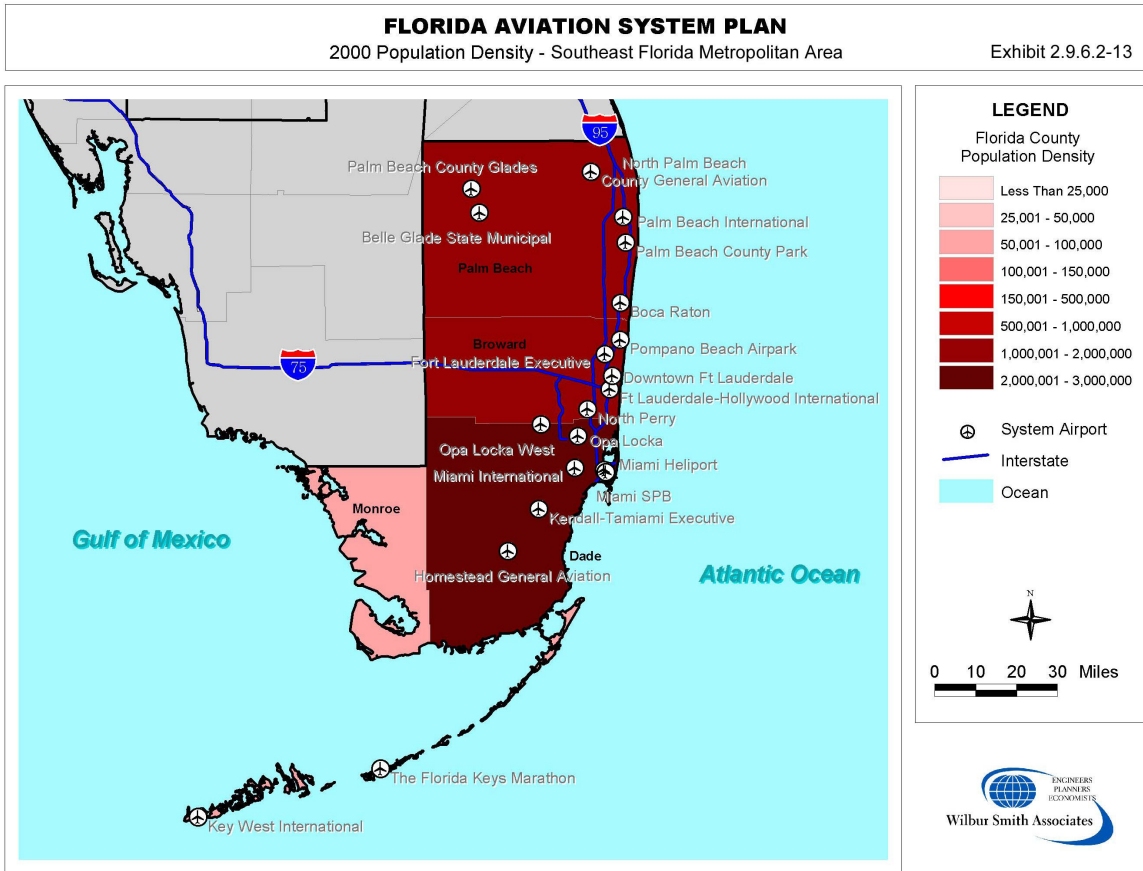 FLORIDA AVIATION SYSTEM PLAN
2000 Population Density - Southeast Florida Metropolitan Area
Exhibit 2.9.6.2-13
95
Palm Beach County Glades
North Palm Beach
County General Aviation
Palm Beach International
Belle Glade State Municipal
Palm Beach County Park
Palm Beach
Boca Raton
Broward
Pompano Beach Airpark
Fort Lauderdale Executive
75
Downtown Ft Lauderdale
Ft Lauderdale-Hollywood International
North Perry
Opa Locka
Opa Locka West
Miami Heliport
Miami International
Miami SPB
Monroe
Kendall-Tamiami Executive
Gulf of Mexico
Dade
Homestead General Aviation
Atlantic Ocean
The Florida Keys Marathon
Key West International
LEGEND
Florida County
Population Density
Less Than 25,000
25,001 - 50,000
50,001 - 100,000
100,001 - 150,000
150,001 - 500,000
500,001 - 1,000,000
1,000,001 - 2,000,000
2,000,001 - 3,000,000
System Airport
Interstate
Ocean
N
0 10 20 30 Miles
ENGINEERS
PLANNERS
ECONOMISTS
Wilbur Smith Associates